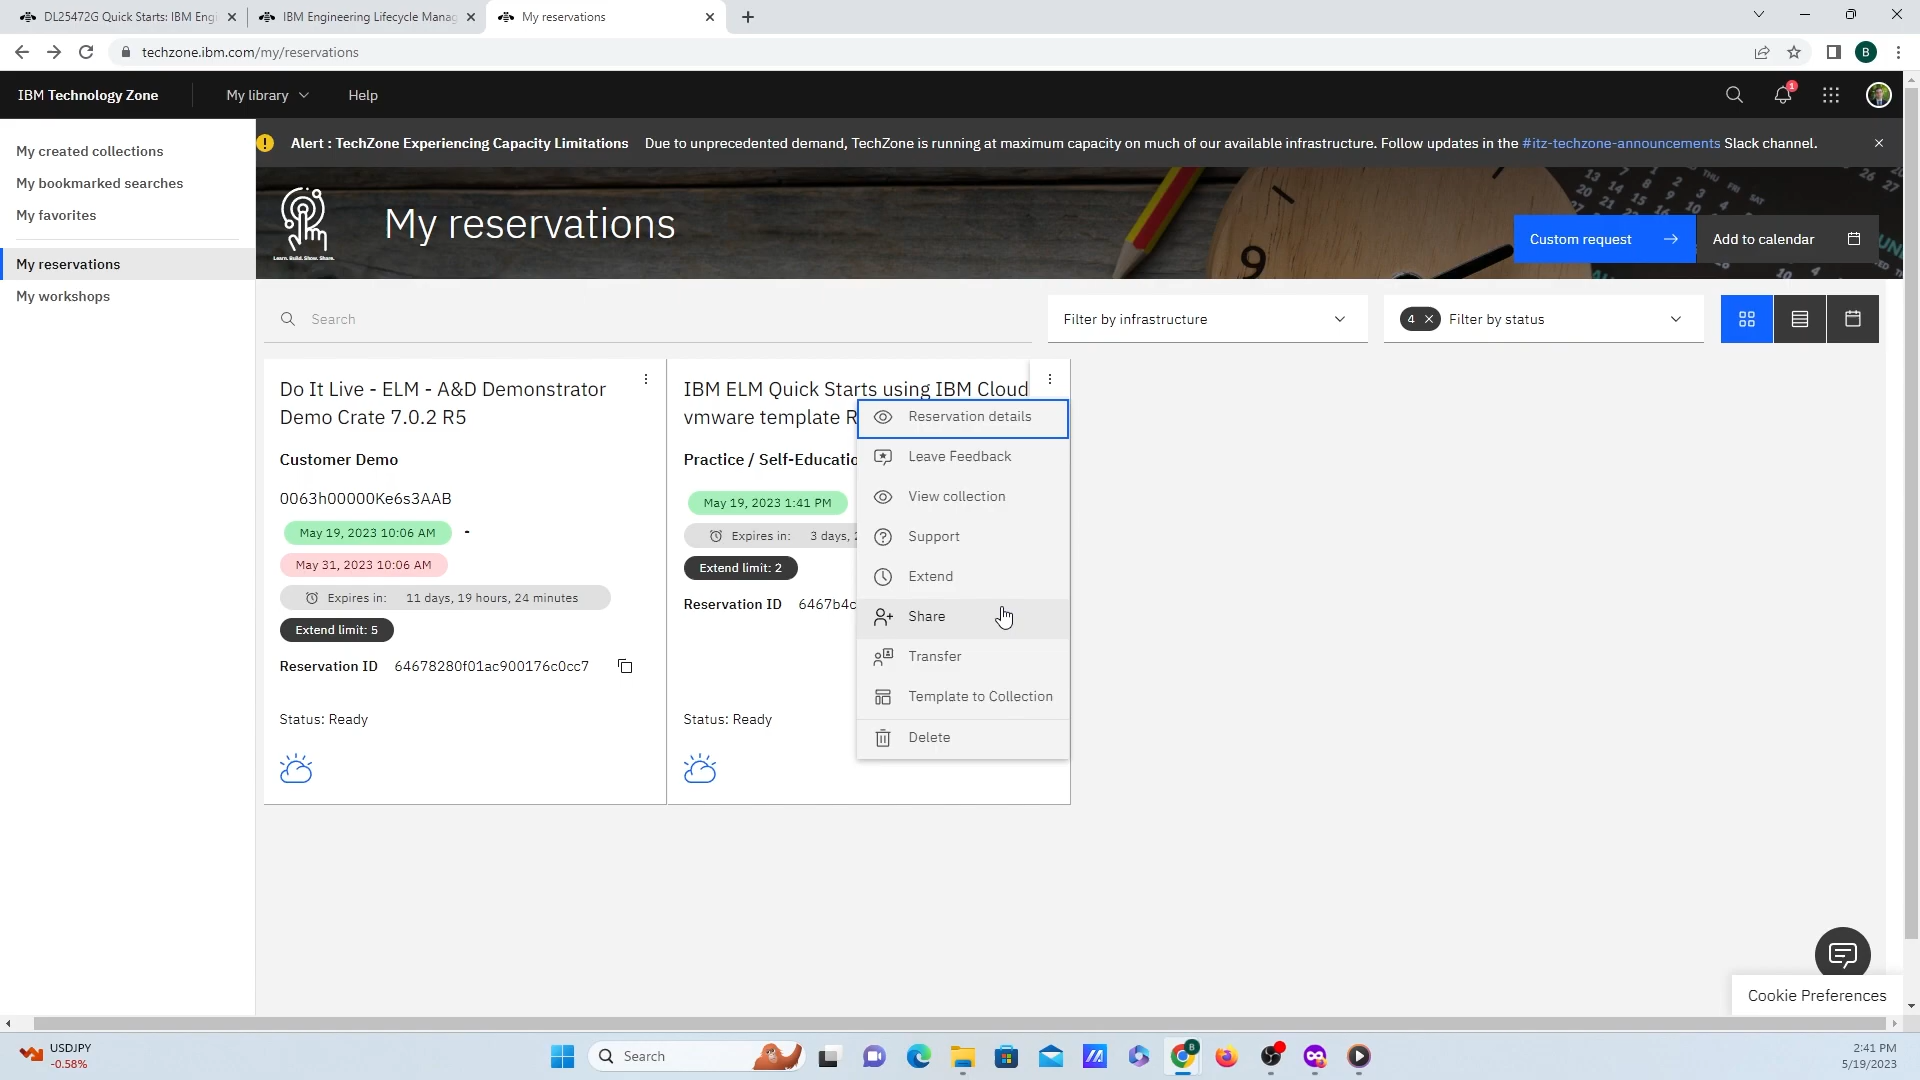 DL25472G Quick Starts: IBM Engi
IBM Engineering Lifecycle Manag
My reservations
techzone.ibm.com/my/reservations
B
IBM Technology Zone
My library
Help
1
Alert : TechZone Experiencing Capacity Limitations Due to unprecedented demand, TechZone is running at maximum capacity on much of our available infrastructure. Follow updates in the #itz-techzone-announcements Slack channel.
My created collections
My bookmarked searches
My favorites
My reservations
My workshops
Learn. Build. Show. Share.
My reservations
Custom request
Add to calendar
Search
Filter by infrastructure
4 Filter by status
Do It Live - ELM - A&D Demonstrator
Demo Crate 7.0.2 R5
Customer Demo
0063h00000Ke6s3AAB
May 19, 2023 10:06 AM -
May 31, 2023 10:06 AM
Expires in: 11 days, 19 hours, 24 minutes
Extend limit: 5
Reservation ID 64678280f01ac900176c0cc7
Status: Ready
IBM ELM Quick Starts using IBM Cloud
vmware template R
Practice / Self-Educatio
May 19, 2023 1:41 PM
Expires in: 3 days, 2
Extend limit: 2
Reservation ID 6467b4c
Status: Ready
Reservation details
Leave Feedback
View collection
Support
Extend
Share
Transfer
Template to Collection
Delete
Cookie Preferences
USDJPY
-0.58%
Search
B
2:41 PM
5/19/2023